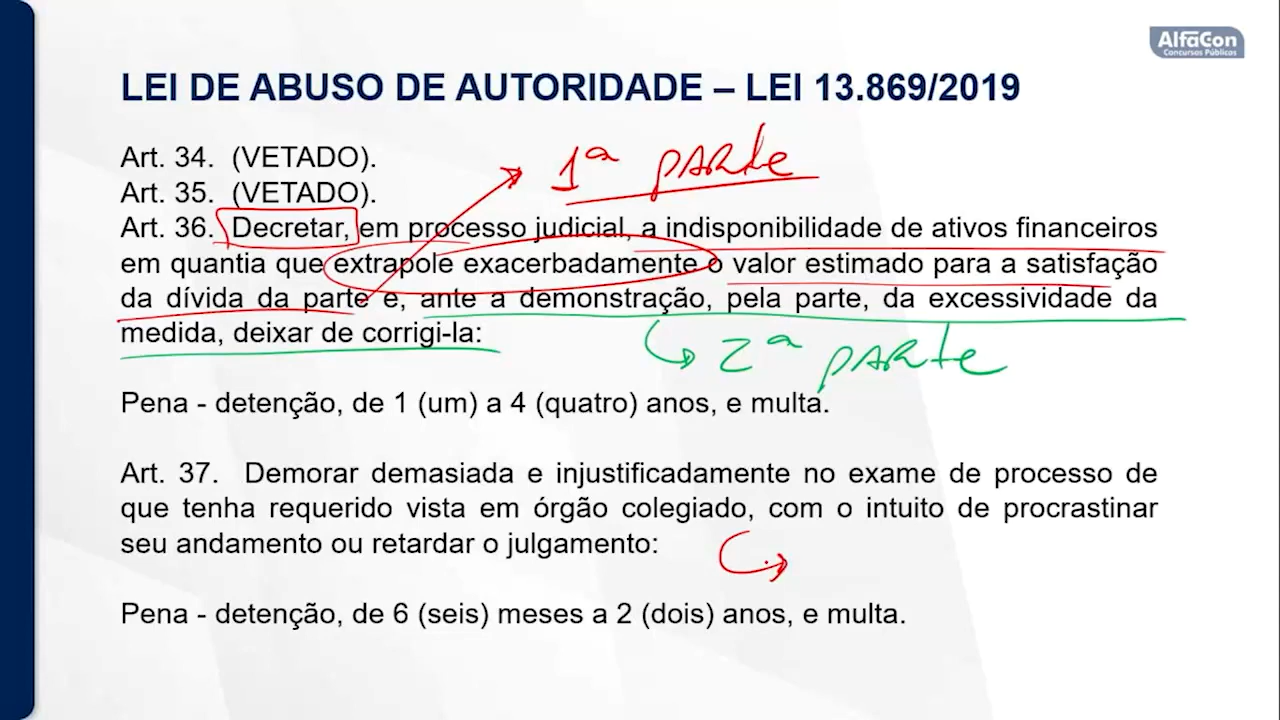 AlfaCon
Concursos Públicos
LEI DE ABUSO DE AUTORIDADE – LEI 13.869/2019
Art. 34. (VETADO).
1ª PARTE
Art. 35. (VETADO).
Art. 36. Decretar, em processo judicial, a indisponibilidade de ativos financeiros
em quantia que extrapole exacerbadamente o valor estimado para a satisfação
da dívida da parte e, ante a demonstração, pela parte, da excessividade da
medida, deixar de corrigi-la:
2ª PARTE
Pena - detenção, de 1 (um) a 4 (quatro) anos, e multa.
Art. 37. Demorar demasiada e injustificadamente no exame de processo de
que tenha requerido vista em órgão colegiado, com o intuito de procrastinar
seu andamento ou retardar o julgamento:
Pena - detenção, de 6 (seis) meses a 2 (dois) anos, e multa.